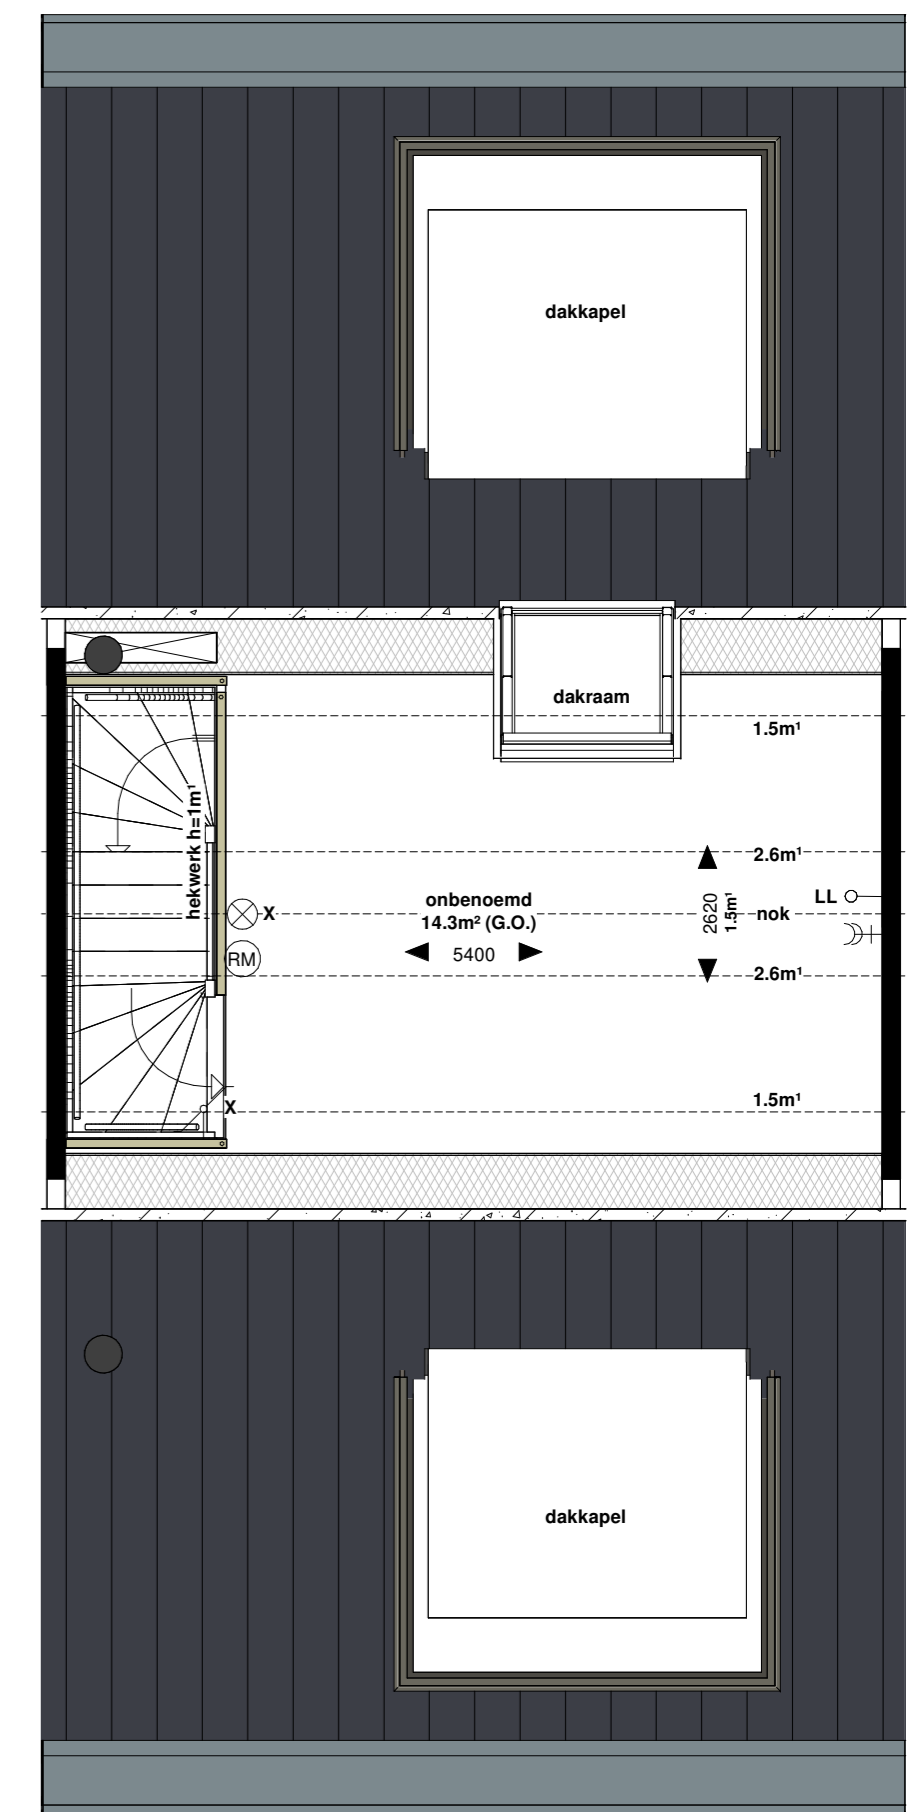 dakkapel
dakraam
1.5m¹
hekwerk h=1m¹
2.6m¹
LL
onbenoemd
14.3m² (G.O.)
5400
2620
1.5m¹
nok
X
RM
2.6m¹
X
1.5m¹
dakkapel